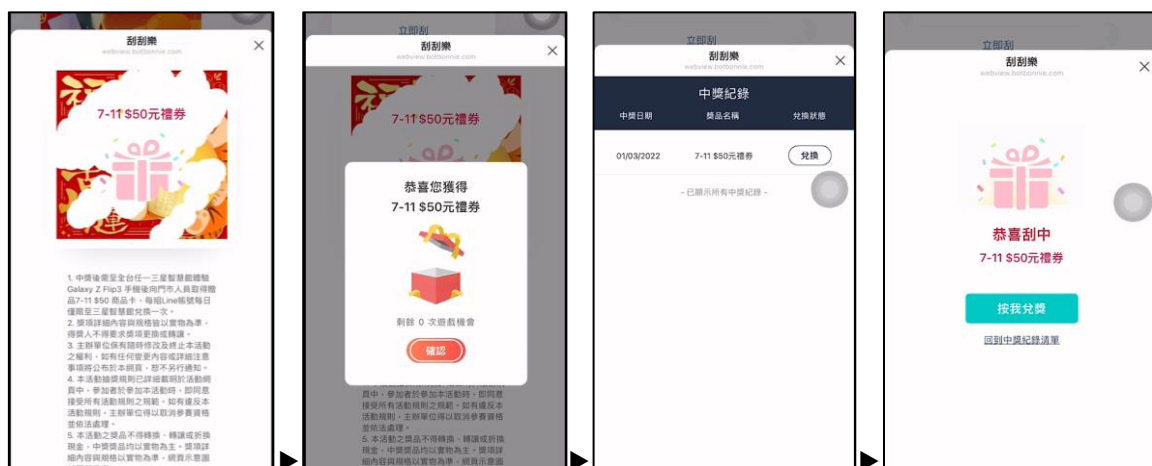 刮刮樂
webview.botbonnie.com
7-11 $50元禮券
1. 中獎後需至全台任一三星智慧館體驗
Galaxy Z Flip3 手機後向門市人員取得贈
品7-11 $50 商品卡，每組Line帳號每日
僅限至三星智慧館兌換一次。
2. 獎項詳細內容與規格皆以實物為準，
得獎人不得要求獎項更換或轉讓。
3. 主辦單位保有隨時修改及終止本活動
之權利，如有任何變更內容或詳細注意
事項將公布於本網頁，恕不另行通知。
4. 本活動抽獎規則已詳細載明於活動網
頁中，參加者於參加本活動時，即同意
接受所有活動規則之規範，如有違反本
活動規則，主辦單位得以取消參賽資格
並依法處理。
5. 本活動之獎品不得轉換、轉讓或折換
現金，中獎獎品均以實物為主。獎項詳
細內容與規格以實物為準，網頁示意圖
立即刮
刮刮樂
webview.botbonnie.com
7-11 $50元禮券
恭喜您獲得
7-11 $50元禮券
剩餘 0 次遊戲機會
確認
頁中，參加者於參加本活動時，即同意
接受所有活動規則之規範，如有違反本
活動規則，主辦單位得以取消參賽資格
並依法處理。
5. 本活動之獎品不得轉換、轉讓或折換
現金，中獎獎品均以實物為主。獎項詳
細內容與規格以實物為準，網頁示意圖
立即刮
刮刮樂
webview.botbonnie.com
中獎紀錄
中獎日期 獎品名稱 兌換狀態
01/03/2022 7-11 $50元禮券 兌換
- 已顯示所有中獎紀錄 -
立即刮
刮刮樂
webview.botbonnie.com
恭喜刮中
7-11 $50元禮券
按我兌獎
回到中獎紀錄清單